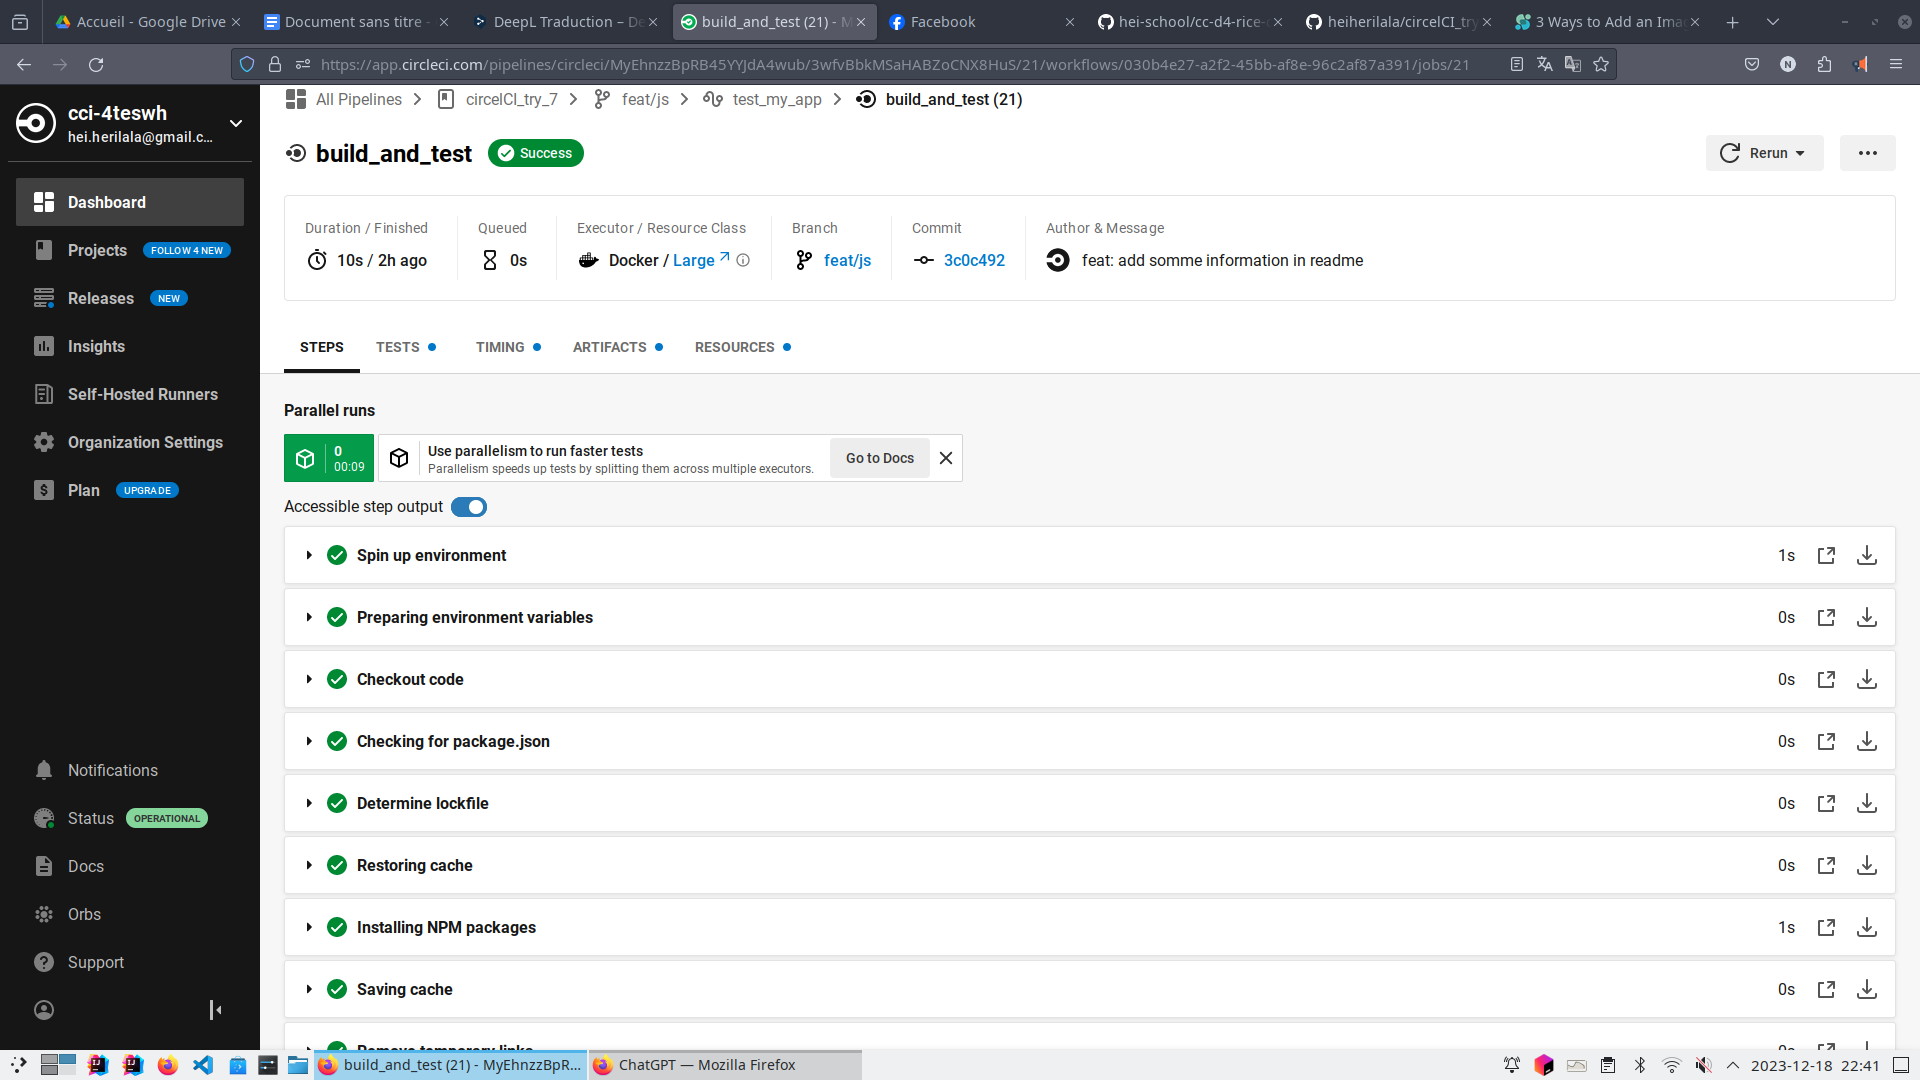 Accueil - Google Drive
Document sans titre -
DeepL Traduction – De
build_and_test (21) - M
Facebook
hei-school/cc-d4-rice-
heiherilala/circelCI_try
3 Ways to Add an Ima
https://app.circleci.com/pipelines/circleci/MyEhnzzBpRB45YYJdA4wub/3wfvBbkMSaHABZoCNX8HuS/21/workflows/030b4e27-a2f2-45bb-af8e-96c2af87a391/jobs/21
cci-4teswh
hei.herilala@gmail.c...
Dashboard
Projects FOLLOW 4 NEW
Releases NEW
Insights
Self-Hosted Runners
Organization Settings
Plan UPGRADE
Notifications
Status OPERATIONAL
Docs
Orbs
Support
All Pipelines
circelCI_try_7
feat/js
test_my_app
build_and_test (21)
build_and_test Success
Rerun
Duration / Finished
10s / 2h ago
Queued
0s
Executor / Resource Class
Docker / Large
Branch
feat/js
Commit
3c0c492
Author & Message
feat: add somme information in readme
STEPS TESTS TIMING ARTIFACTS RESOURCES
Parallel runs
0
00:09
Use parallelism to run faster tests
Parallelism speeds up tests by splitting them across multiple executors.
Go to Docs
Accessible step output
Spin up environment 1s
Preparing environment variables 0s
Checkout code 0s
Checking for package.json 0s
Determine lockfile 0s
Restoring cache 0s
Installing NPM packages 1s
Saving cache 0s
Remove temporary links 0s
build_and_test (21) - MyEhnzzBpR...
ChatGPT — Mozilla Firefox
2023-12-18 22:41